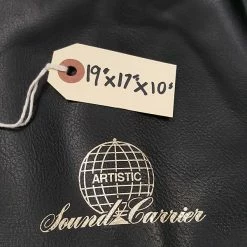 19"x17"x10"
ARTISTIC
Sound Carrier